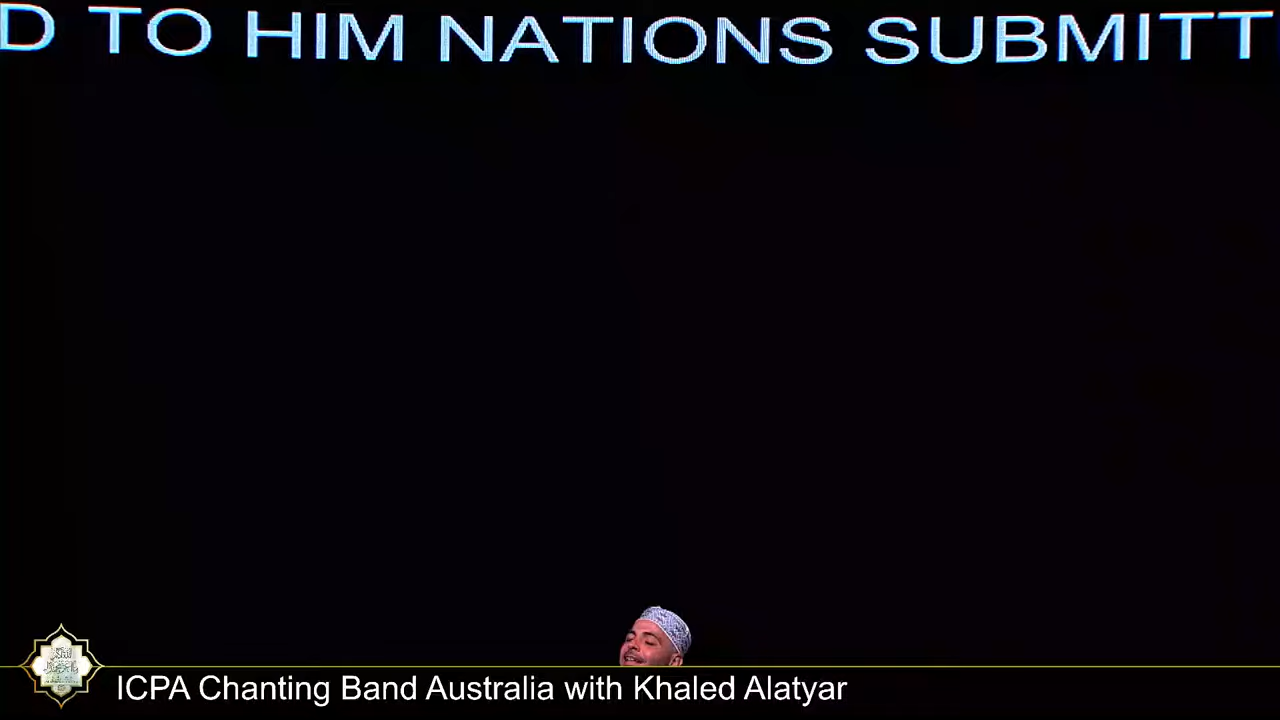 D TO HIM NATIONS SUBMITT
ICPA Chanting Band Australia with Khaled Alatyar